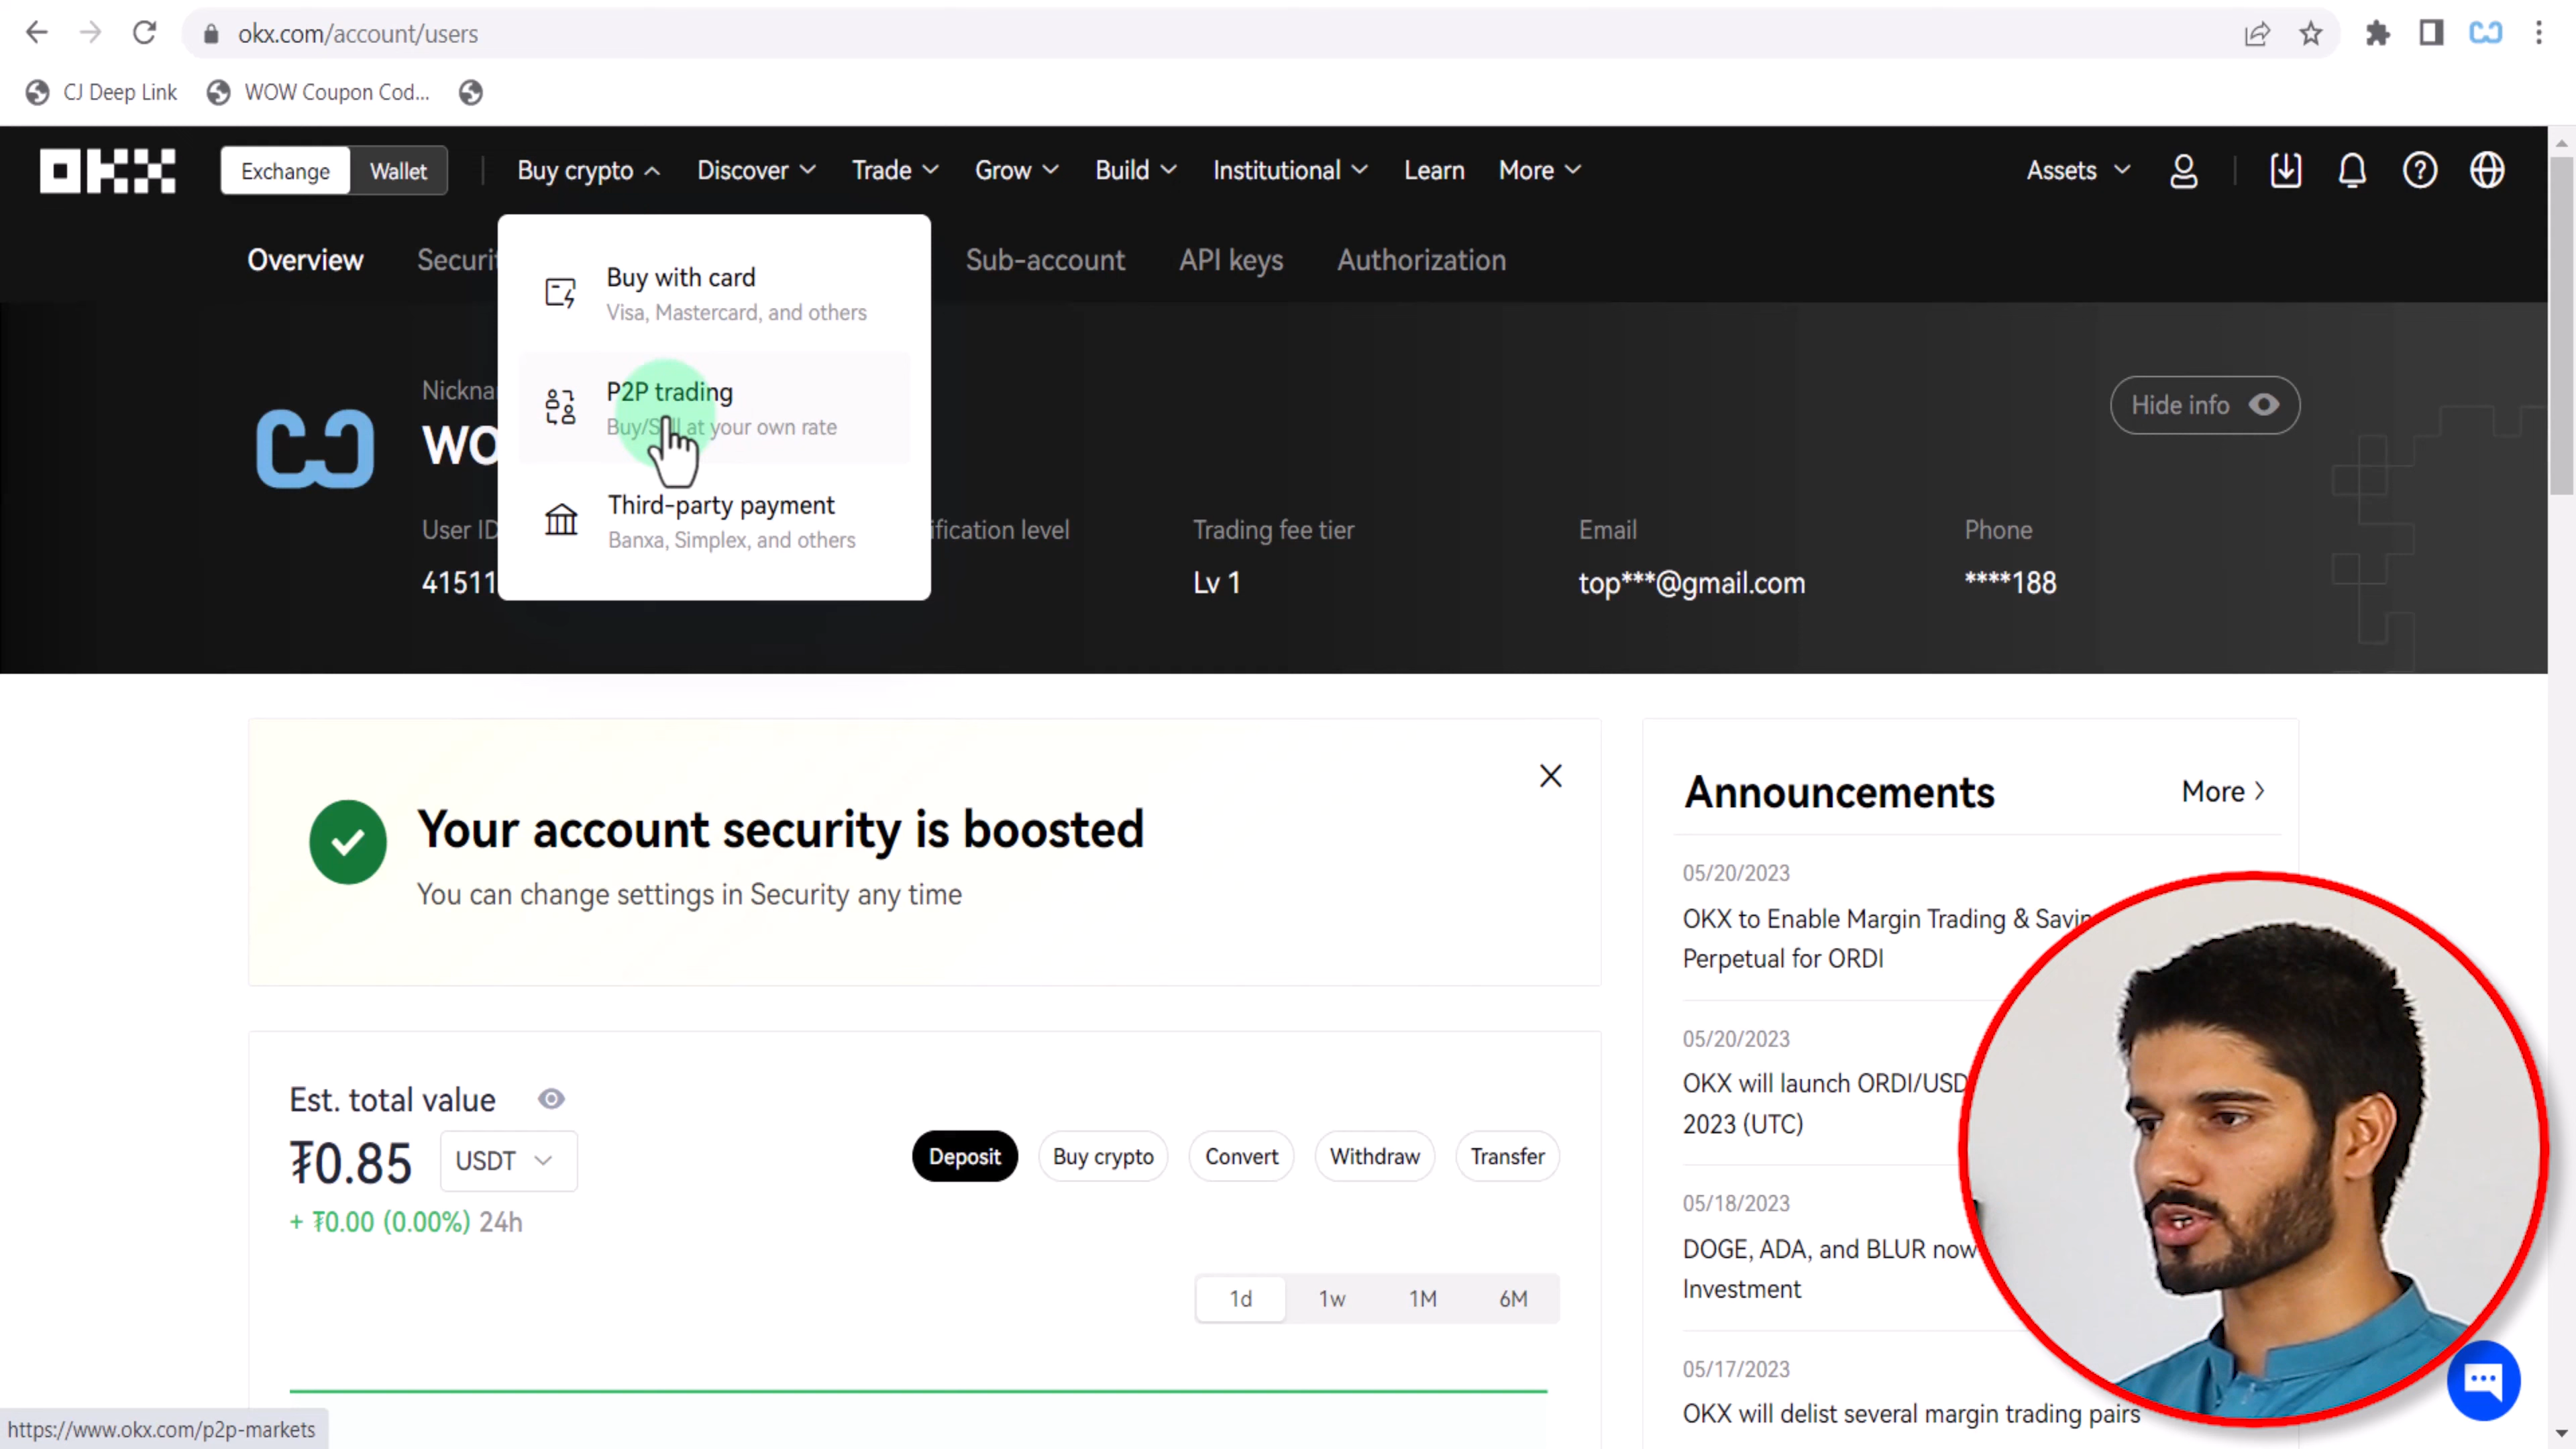 okx.com/account/users
CJ Deep Link
WOW Coupon Cod...
OKX
Exchange
Wallet
Buy crypto
Discover
Trade
Grow
Build
Institutional
Learn
More
Assets
Overview
Securit
Sub-account
API keys
Authorization
Buy with card
Visa, Mastercard, and others
P2P trading
Buy/Sell at your own rate
Third-party payment
Banxa, Simplex, and others
Nickna
WO
Hide info
User ID
41511
ification level
Trading fee tier
Lv 1
Email
top***@gmail.com
Phone
****188
Your account security is boosted
You can change settings in Security any time
Est. total value
₮0.85
USDT
+ ₮0.00 (0.00%) 24h
Deposit
Buy crypto
Convert
Withdraw
Transfer
1d
1w
1M
6M
Announcements
More
05/20/2023
OKX to Enable Margin Trading & Savin
Perpetual for ORDI
05/20/2023
OKX will launch ORDI/USD
2023 (UTC)
05/18/2023
DOGE, ADA, and BLUR now
Investment
05/17/2023
OKX will delist several margin trading pairs
https://www.okx.com/p2p-markets